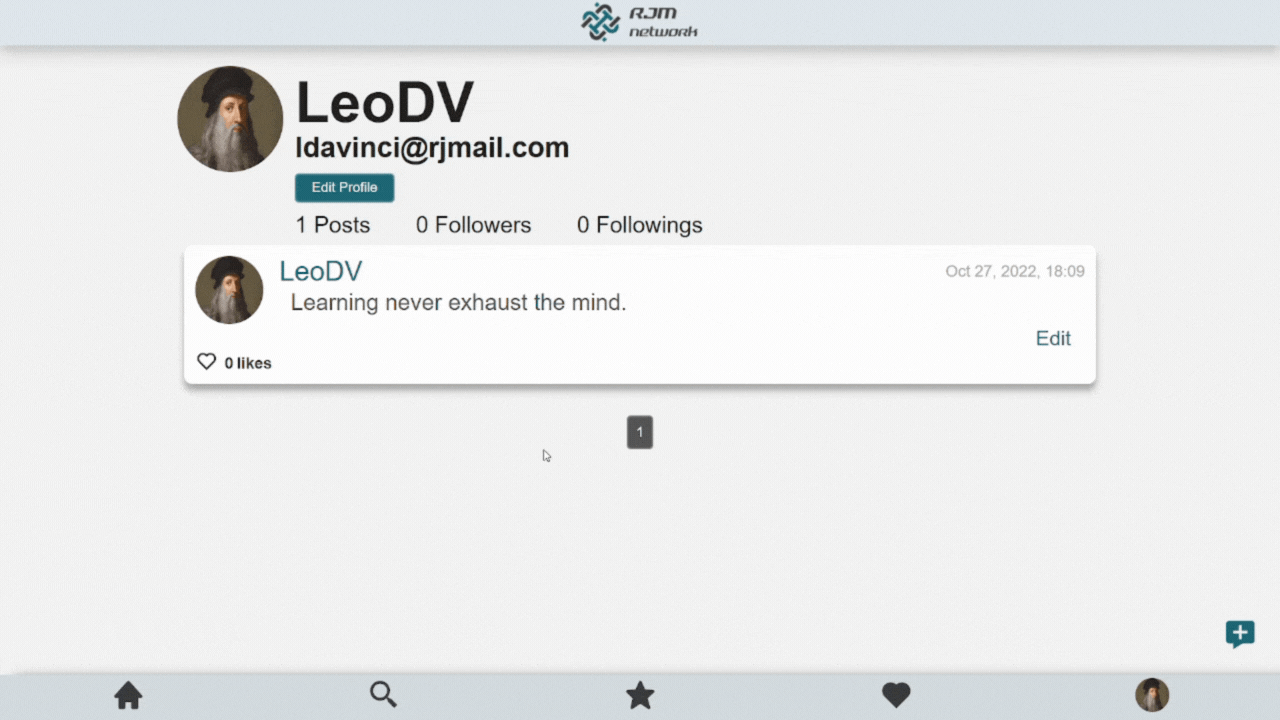 RJM
network
LeoDV
ldavinci@rjmail.com
Edit Profile
1 Posts 0 Followers 0 Followings
LeoDV Oct 27, 2022, 18:09
Learning never exhaust the mind.
Edit
0 likes
1